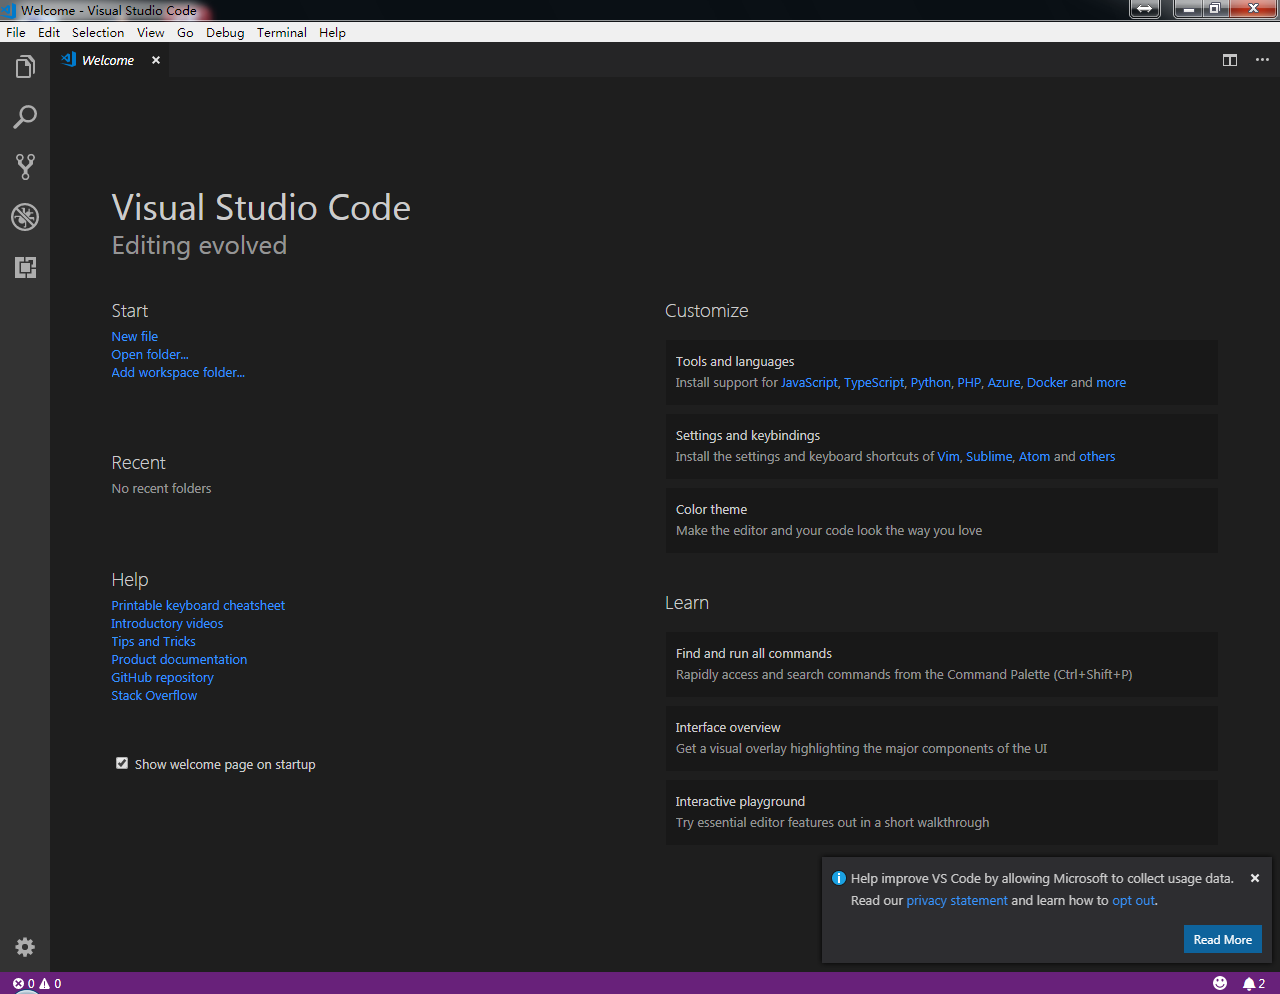 Welcome - Visual Studio Code
File Edit Selection View Go Debug Terminal Help
Welcome
Visual Studio Code
Editing evolved
Start
New file
Open folder...
Add workspace folder...
Recent
No recent folders
Help
Printable keyboard cheatsheet
Introductory videos
Tips and Tricks
Product documentation
GitHub repository
Stack Overflow
Show welcome page on startup
Customize
Tools and languages
Install support for JavaScript, TypeScript, Python, PHP, Azure, Docker and more
Settings and keybindings
Install the settings and keyboard shortcuts of Vim, Sublime, Atom and others
Color theme
Make the editor and your code look the way you love
Learn
Find and run all commands
Rapidly access and search commands from the Command Palette (Ctrl+Shift+P)
Interface overview
Get a visual overlay highlighting the major components of the UI
Interactive playground
Try essential editor features out in a short walkthrough
Help improve VS Code by allowing Microsoft to collect usage data.
Read our privacy statement and learn how to opt out.
Read More
0 0
2